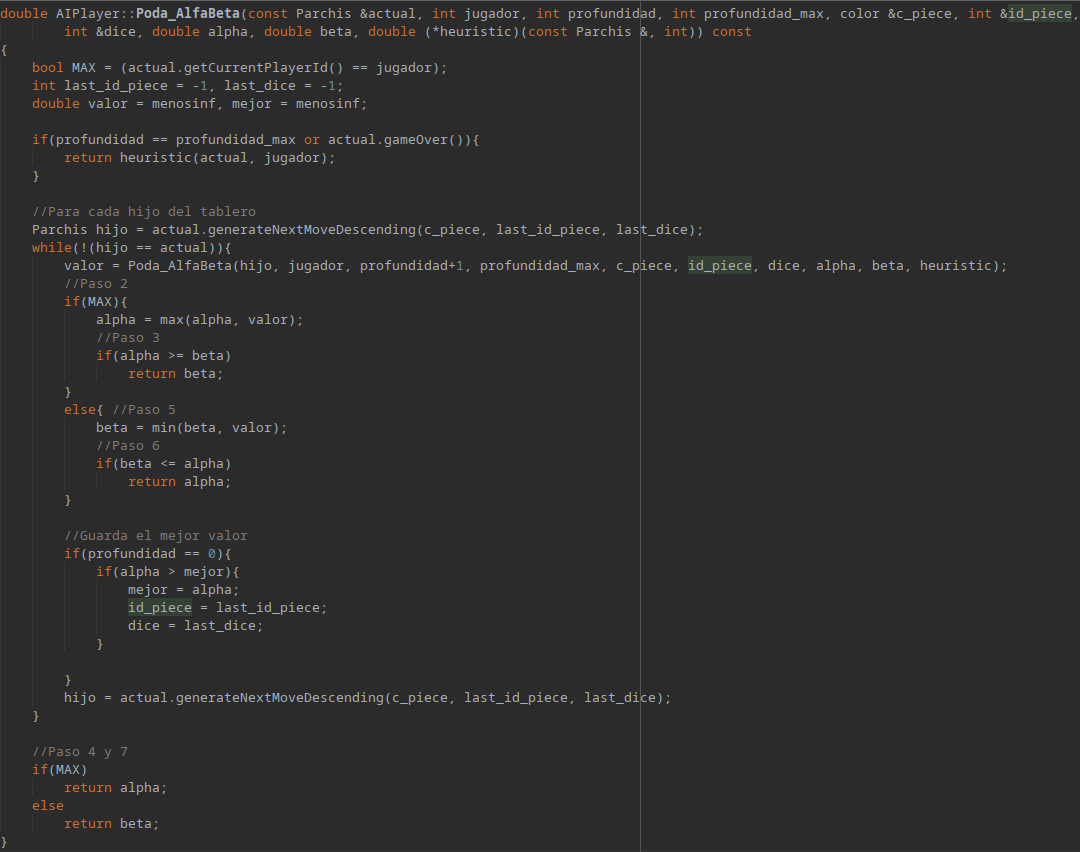 double AIPlayer::Poda_AlfaBeta(const Parchis &actual, int jugador, int profundidad, int profundidad_max, color &c_piece, int &id_piece,
        int &dice, double alpha, double beta, double (*heuristic)(const Parchis &, int)) const
{
    bool MAX = (actual.getCurrentPlayerId() == jugador);
    int last_id_piece = -1, last_dice = -1;
    double valor = menosinf, mejor = menosinf;

    if(profundidad == profundidad_max or actual.gameOver()){
        return heuristic(actual, jugador);
    }

    //Para cada hijo del tablero
    Parchis hijo = actual.generateNextMoveDescending(c_piece, last_id_piece, last_dice);
    while(!(hijo == actual)){
        valor = Poda_AlfaBeta(hijo, jugador, profundidad+1, profundidad_max, c_piece, id_piece, dice, alpha, beta, heuristic);
        //Paso 2
        if(MAX){
            alpha = max(alpha, valor);
            //Paso 3
            if(alpha >= beta)
                return beta;
        }
        else{ //Paso 5
            beta = min(beta, valor);
            //Paso 6
            if(beta <= alpha)
                return alpha;
        }

        //Guarda el mejor valor
        if(profundidad == 0){
            if(alpha > mejor){
                mejor = alpha;
                id_piece = last_id_piece;
                dice = last_dice;
            }

        }
        hijo = actual.generateNextMoveDescending(c_piece, last_id_piece, last_dice);
    }

    //Paso 4 y 7
    if(MAX)
        return alpha;
    else
        return beta;
}